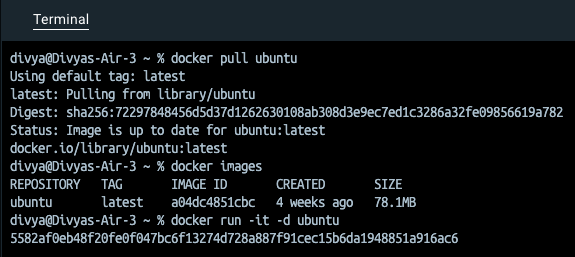 Terminal
divya@Divyas-Air-3 ~ % docker pull ubuntu
Using default tag: latest
latest: Pulling from library/ubuntu
Digest: sha256:72297848456d5d37d1262630108ab308d3e9ec7ed1c3286a32fe09856619a782
Status: Image is up to date for ubuntu:latest
docker.io/library/ubuntu:latest
divya@Divyas-Air-3 ~ % docker images
REPOSITORY   TAG       IMAGE ID       CREATED       SIZE
ubuntu       latest    a04dc4851cbc   4 weeks ago   78.1MB
divya@Divyas-Air-3 ~ % docker run -it -d ubuntu
5582af0eb48f20fe0f047bc6f13274d728a887f91cec15b6da1948851a916ac6